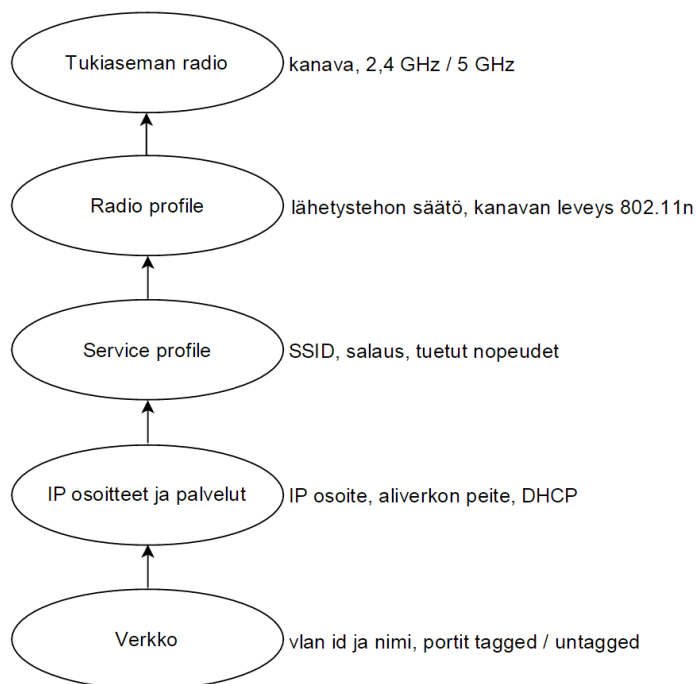 Tukiaseman radio
kanava, 2,4 GHz / 5 GHz
Radio profile
lähetystehon säätö, kanavan leveys 802.11n
Service profile
SSID, salaus, tuetut nopeudet
IP osoitteet ja palvelut
IP osoite, aliverkon peite, DHCP
Verkko
vlan id ja nimi, portit tagged / untagged